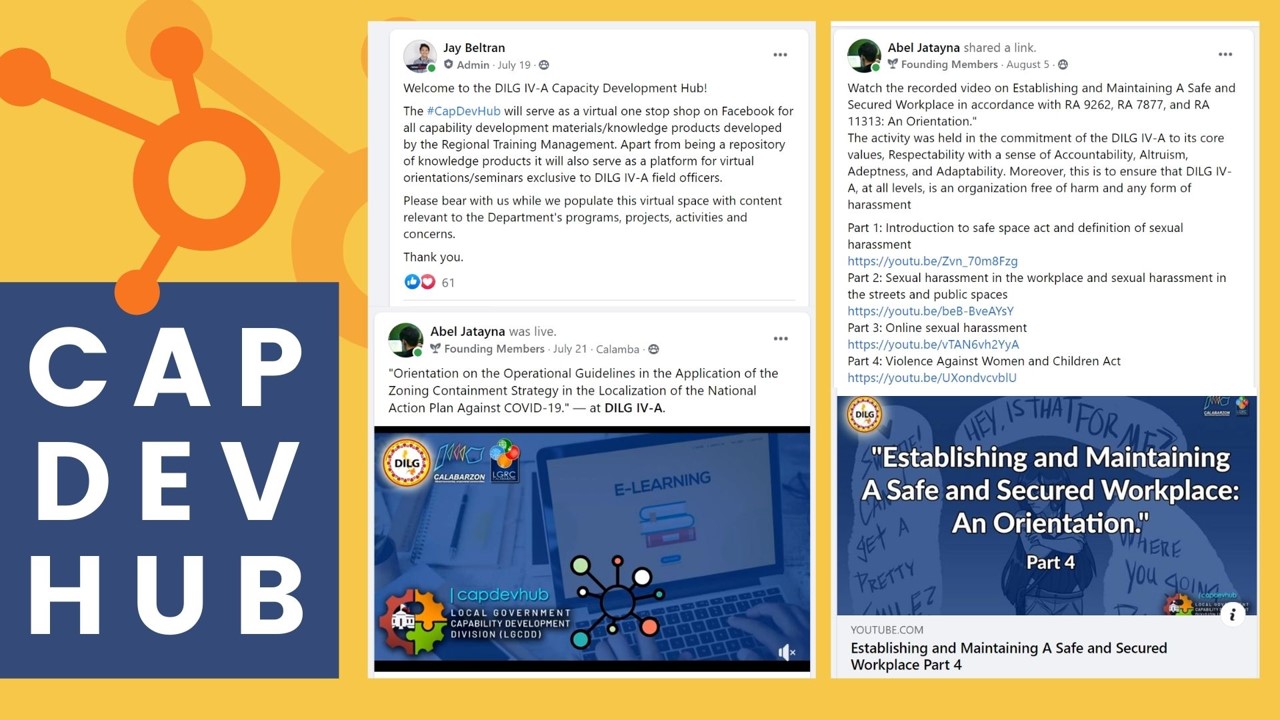 CAP
DEV
HUB
Jay Beltran
Admin · July 19 ·
Welcome to the DILG IV-A Capacity Development Hub!
The #CapDevHub will serve as a virtual one stop shop on Facebook for
all capability development materials/knowledge products developed
by the Regional Training Management. Apart from being a repository
of knowledge products it will also serve as a platform for virtual
orientations/seminars exclusive to DILG IV-A field officers.
Please bear with us while we populate this virtual space with content
relevant to the Department's programs, projects, activities and
concerns.
Thank you.
61
Abel Jatayna was live.
Founding Members · July 21 · Calamba ·
"Orientation on the Operational Guidelines in the Application of the
Zoning Containment Strategy in the Localization of the National
Action Plan Against COVID-19." — at DILG IV-A.
DILG
CALABARZON
LGRC
E-LEARNING
|capdevhub
LOCAL GOVERNMENT
CAPABILITY DEVELOPMENT
DIVISION (LGCDD)
Abel Jatayna shared a link.
Founding Members · August 5 ·
Watch the recorded video on Establishing and Maintaining A Safe and
Secured Workplace in accordance with RA 9262, RA 7877, and RA
11313: An Orientation."
The activity was held in the commitment of the DILG IV-A to its core
values, Respectability with a sense of Accountability, Altruism,
Adeptness, and Adaptability. Moreover, this is to ensure that DILG IV-
A, at all levels, is an organization free of harm and any form of
harassment
Part 1: Introduction to safe space act and definition of sexual
harassment
https://youtu.be/Zvn_70m8Fzg
Part 2: Sexual harassment in the workplace and sexual harassment in
the streets and public spaces
https://youtu.be/beB-BveAYsY
Part 3: Online sexual harassment
https://youtu.be/vTAN6vh2YyA
Part 4: Violence Against Women and Children Act
https://youtu.be/UXondvcvblU
DILG
CALABARZON
HEY, IS THAT FOR ME?
"Establishing and Maintaining
A Safe and Secured Workplace:
An Orientation."
Part 4
GET A
PRETTY
HERE
YOU GOING
|capdevhub
YOUTUBE.COM
Establishing and Maintaining A Safe and Secured
Workplace Part 4